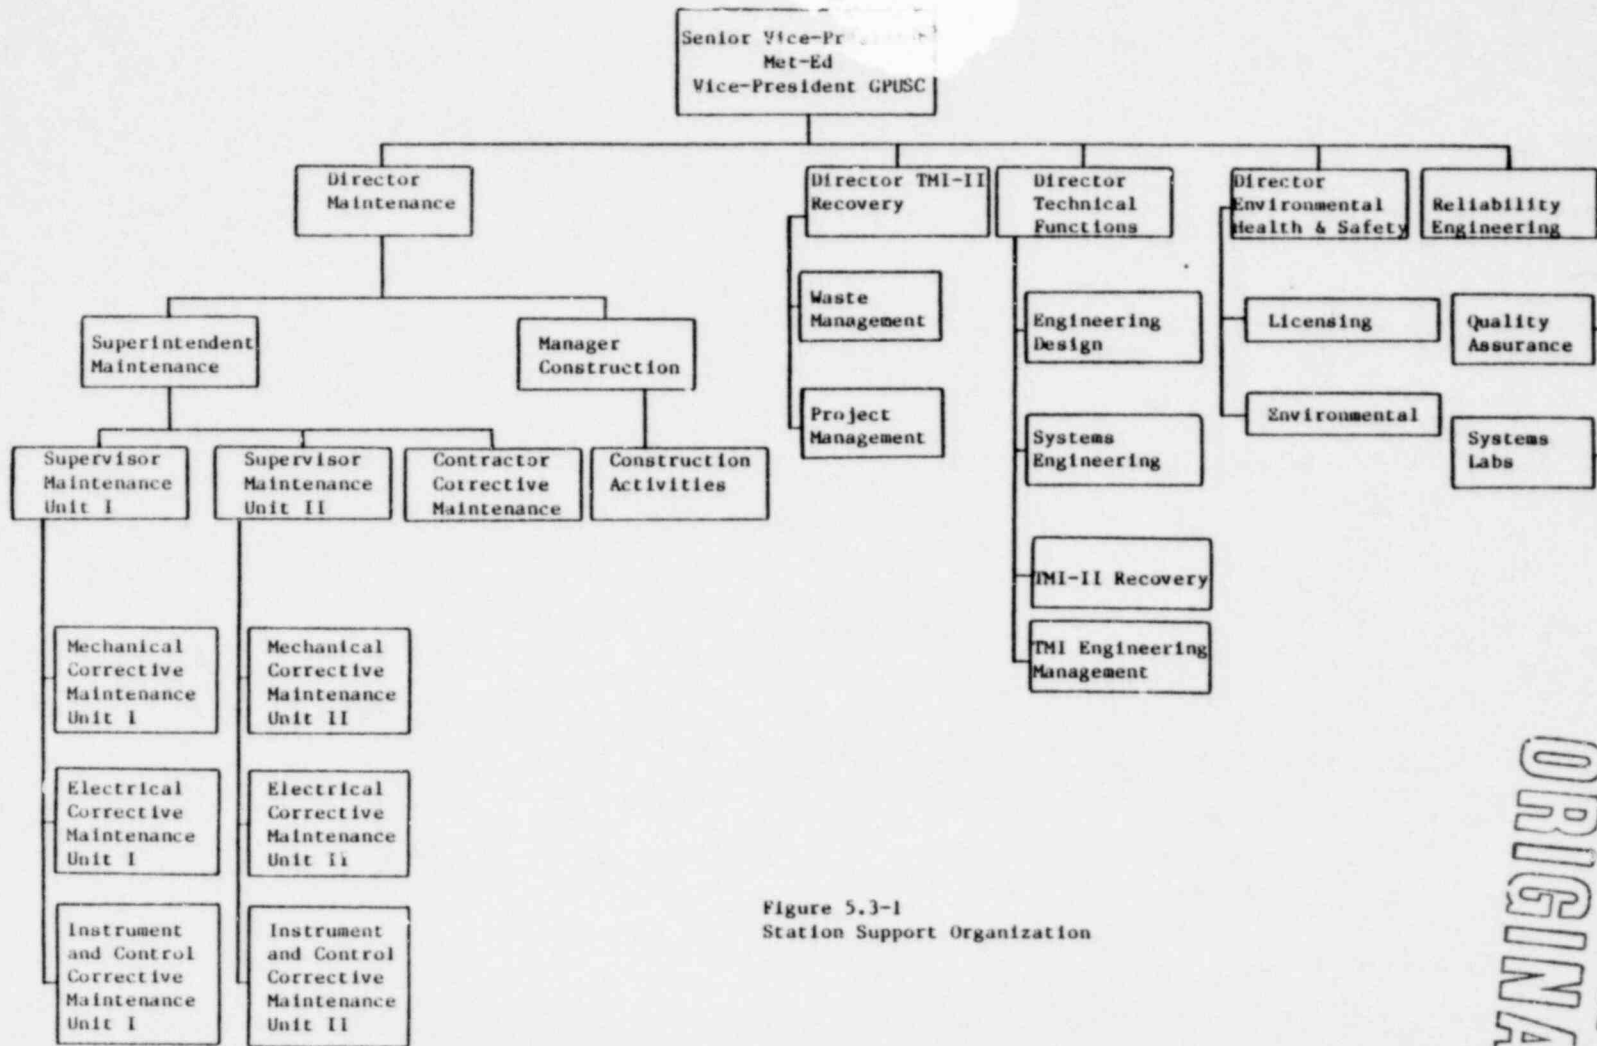 Senior Vice-
Met-Ed
Vice-President GPUSC
Director
Maintenance
Director TMI-II
Recovery
Director
Technical
Functions
Director
Environmental
Health & Safety
Reliability
Engineering
Superintendent
Maintenance
Manager
Construction
Waste
Management
Project
Management
Engineering
Design
Systems
Engineering
TMI-II Recovery
TMI Engineering
Management
Licensing
Environmental
Quality
Assurance
Systems
Labs
Supervisor
Maintenance
Unit I
Supervisor
Maintenance
Unit II
Contractor
Corrective
Maintenance
Construction
Activities
Mechanical
Corrective
Maintenance
Unit I
Electrical
Corrective
Maintenance
Unit I
Instrument
and Control
Corrective
Maintenance
Unit I
Mechanical
Corrective
Maintenance
Unit II
Electrical
Corrective
Maintenance
Unit II
Instrument
and Control
Corrective
Maintenance
Unit II
Figure 5.3-1
Station Support Organization